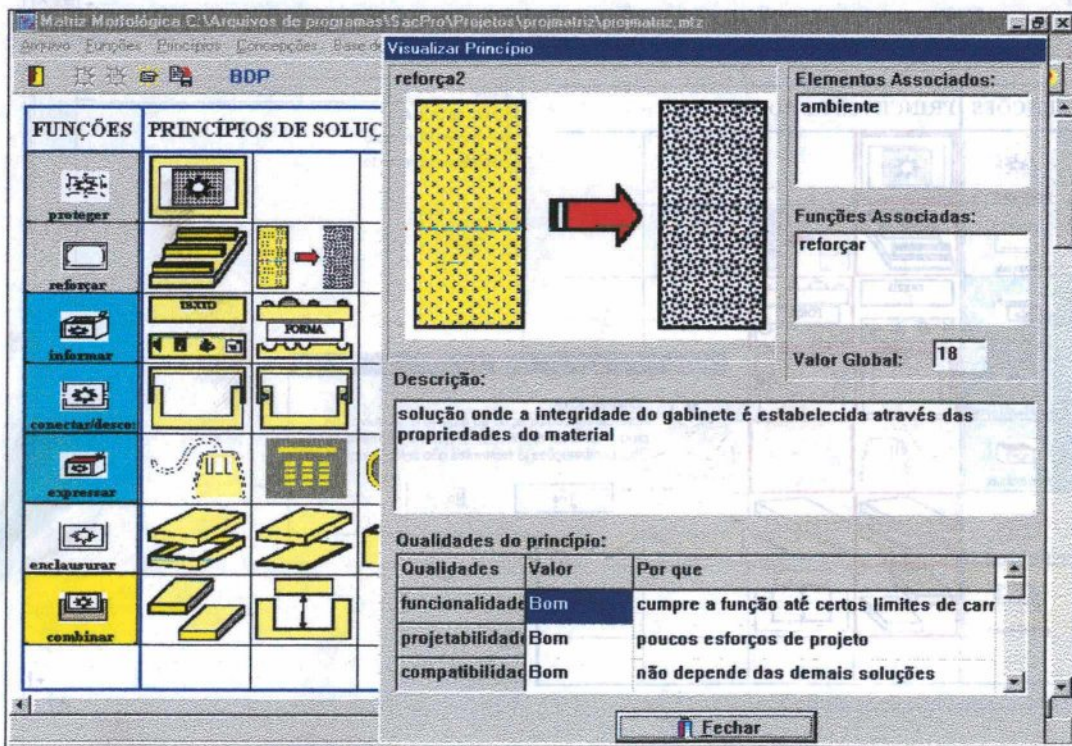 Matriz Morfológica C:\Arquivos de programas\SacPro\Projetos\projmatriz\projmatriz.mtz
Arquivo Funções Princípios Concepções Base de
BDP
FUNÇÕES
PRINCÍPIOS DE SOLUÇ
proteger
reforçar
informar
TEXTO
FORMA
conectar/desco
expressar
enclausurar
combinar
Visualizar Princípio
reforça2
Elementos Associados:
ambiente
Funções Associadas:
reforçar
Valor Global:
18
Descrição:
solução onde a integridade do gabinete é estabelecida através das
propriedades do material
Qualidades do princípio:
Qualidades Valor Por que
funcionalidade Bom cumpre a função até certos limites de carr
projetabilidade Bom poucos esforços de projeto
compatibilidad Bom não depende das demais soluções
Fechar